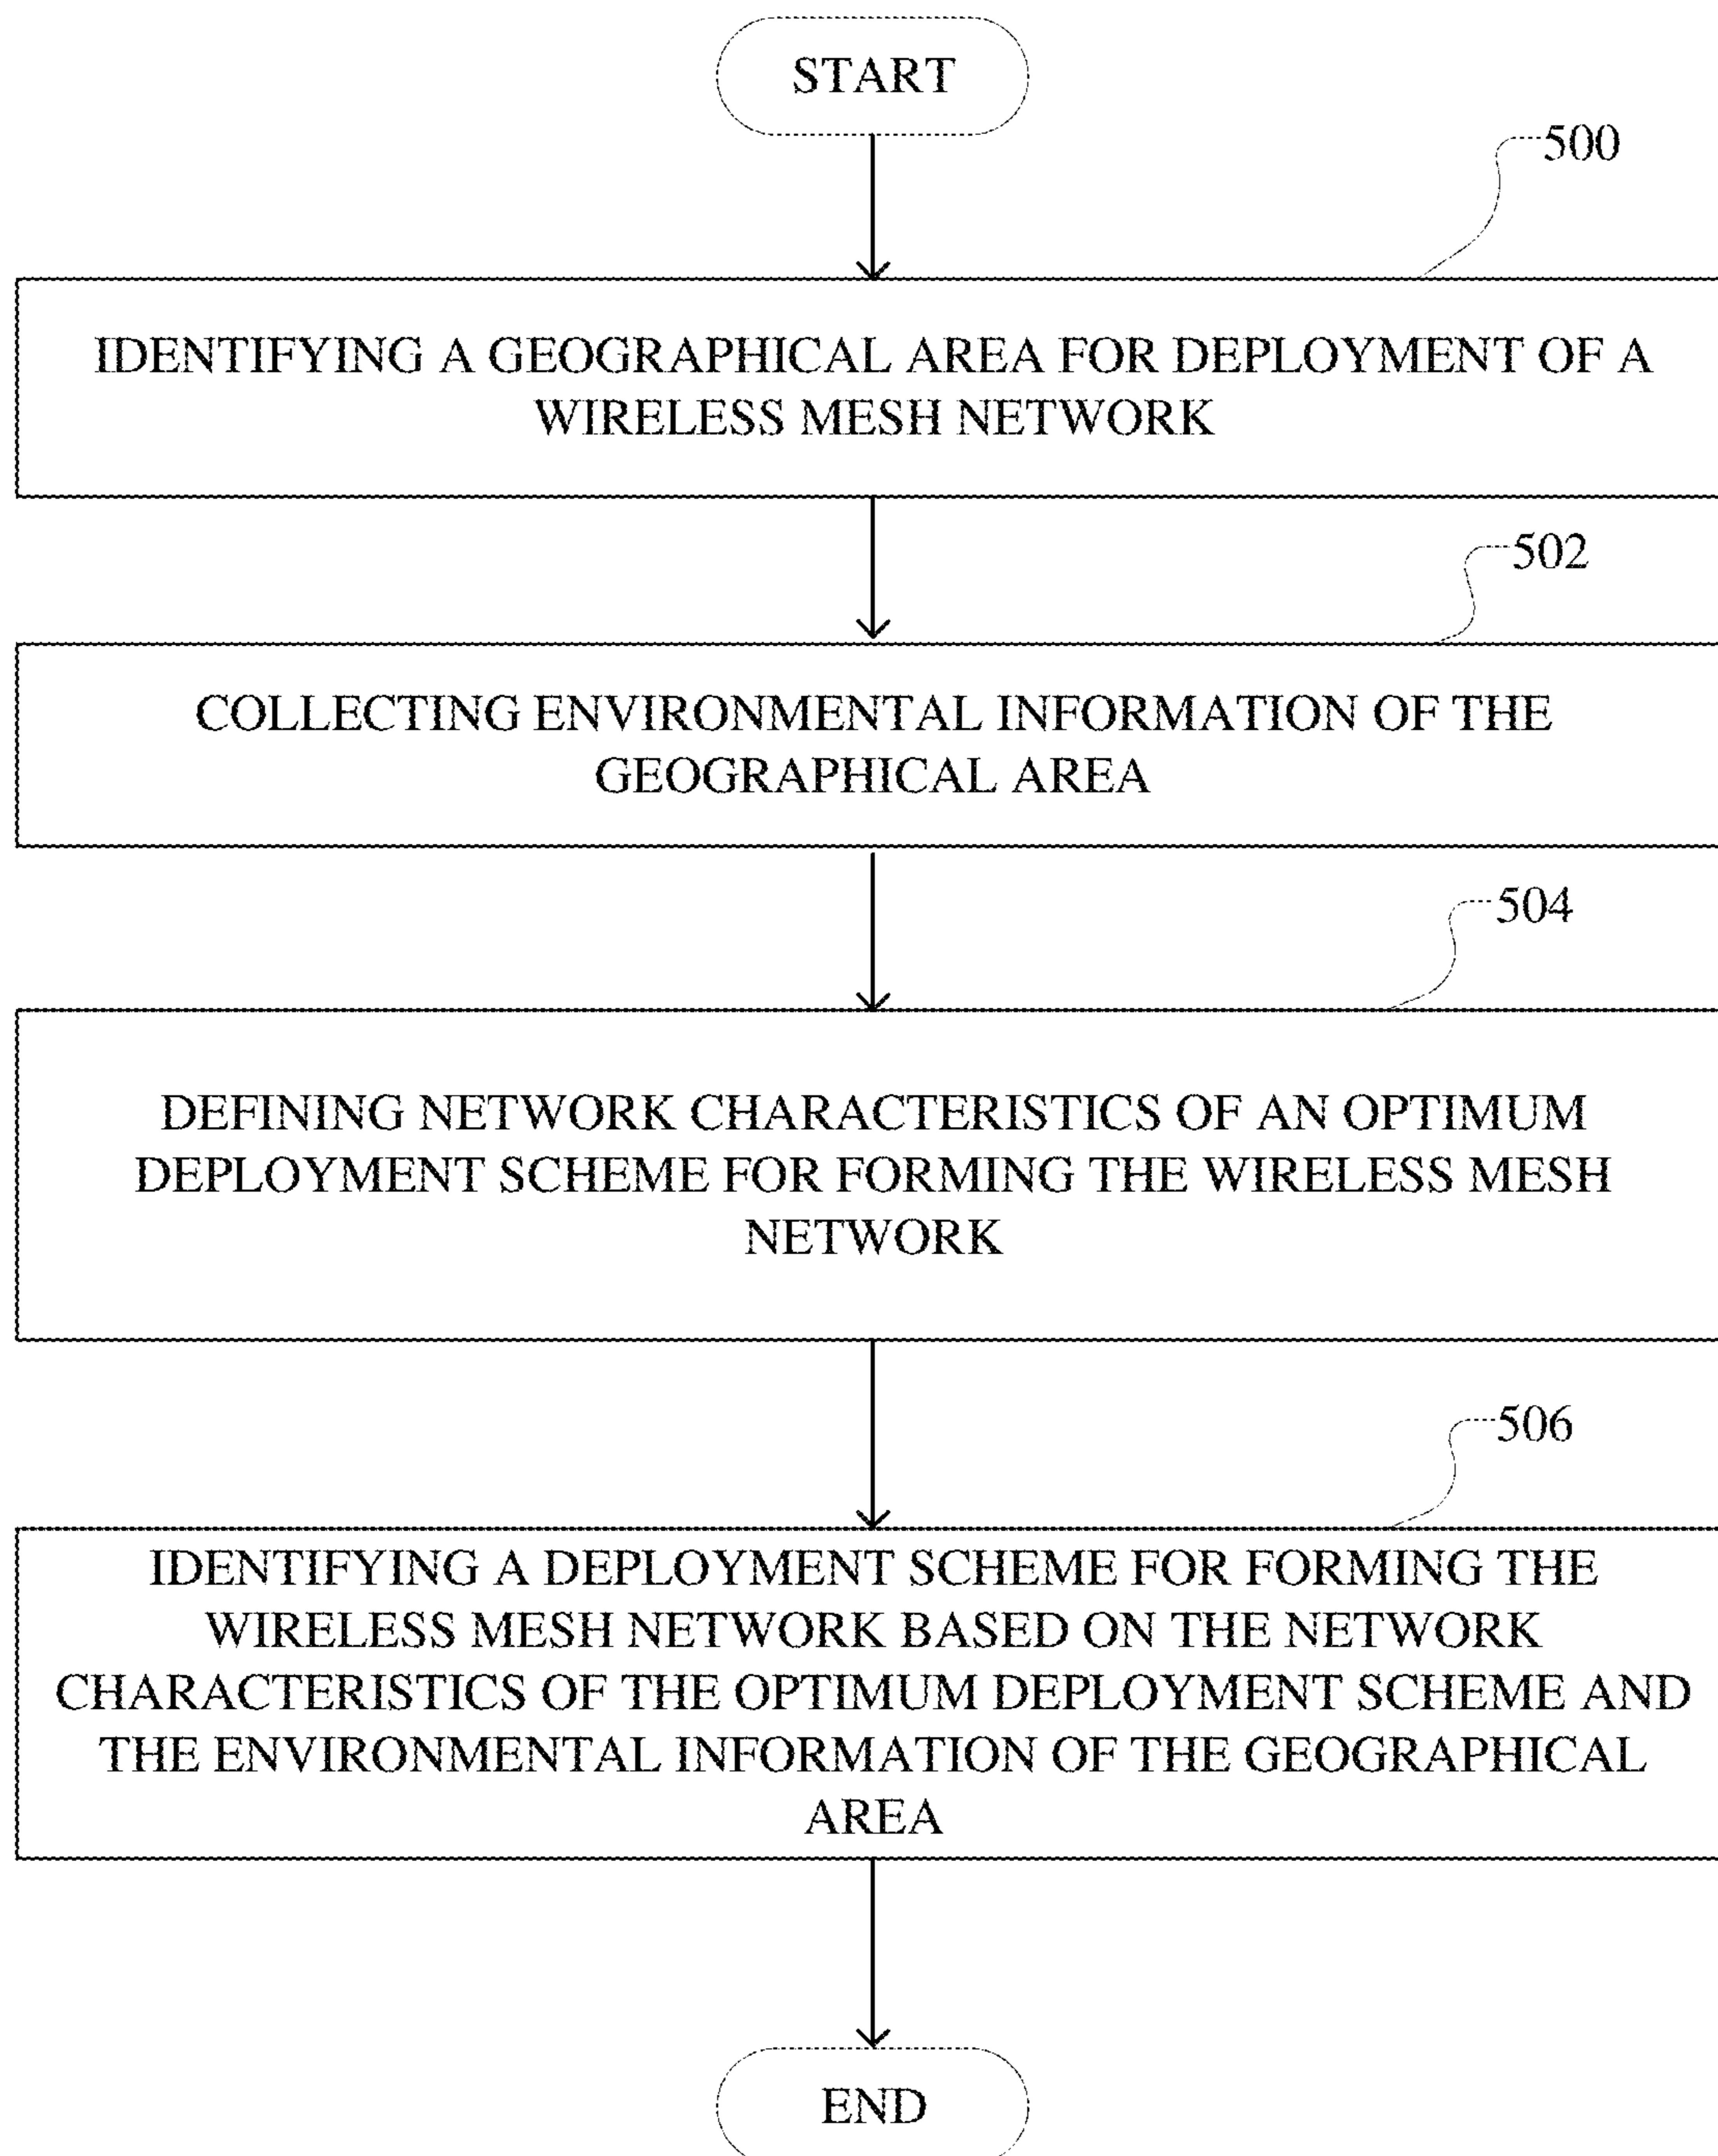 START
500
IDENTIFYING A GEOGRAPHICAL AREA FOR DEPLOYMENT OF A
WIRELESS MESH NETWORK
502
COLLECTING ENVIRONMENTAL INFORMATION OF THE
GEOGRAPHICAL AREA
504
DEFINING NETWORK CHARACTERISTICS OF AN OPTIMUM
DEPLOYMENT SCHEME FOR FORMING THE WIRELESS MESH
NETWORK
506
IDENTIFYING A DEPLOYMENT SCHEME FOR FORMING THE
WIRELESS MESH NETWORK BASED ON THE NETWORK
CHARACTERISTICS OF THE OPTIMUM DEPLOYMENT SCHEME AND
THE ENVIRONMENTAL INFORMATION OF THE GEOGRAPHICAL
AREA
END